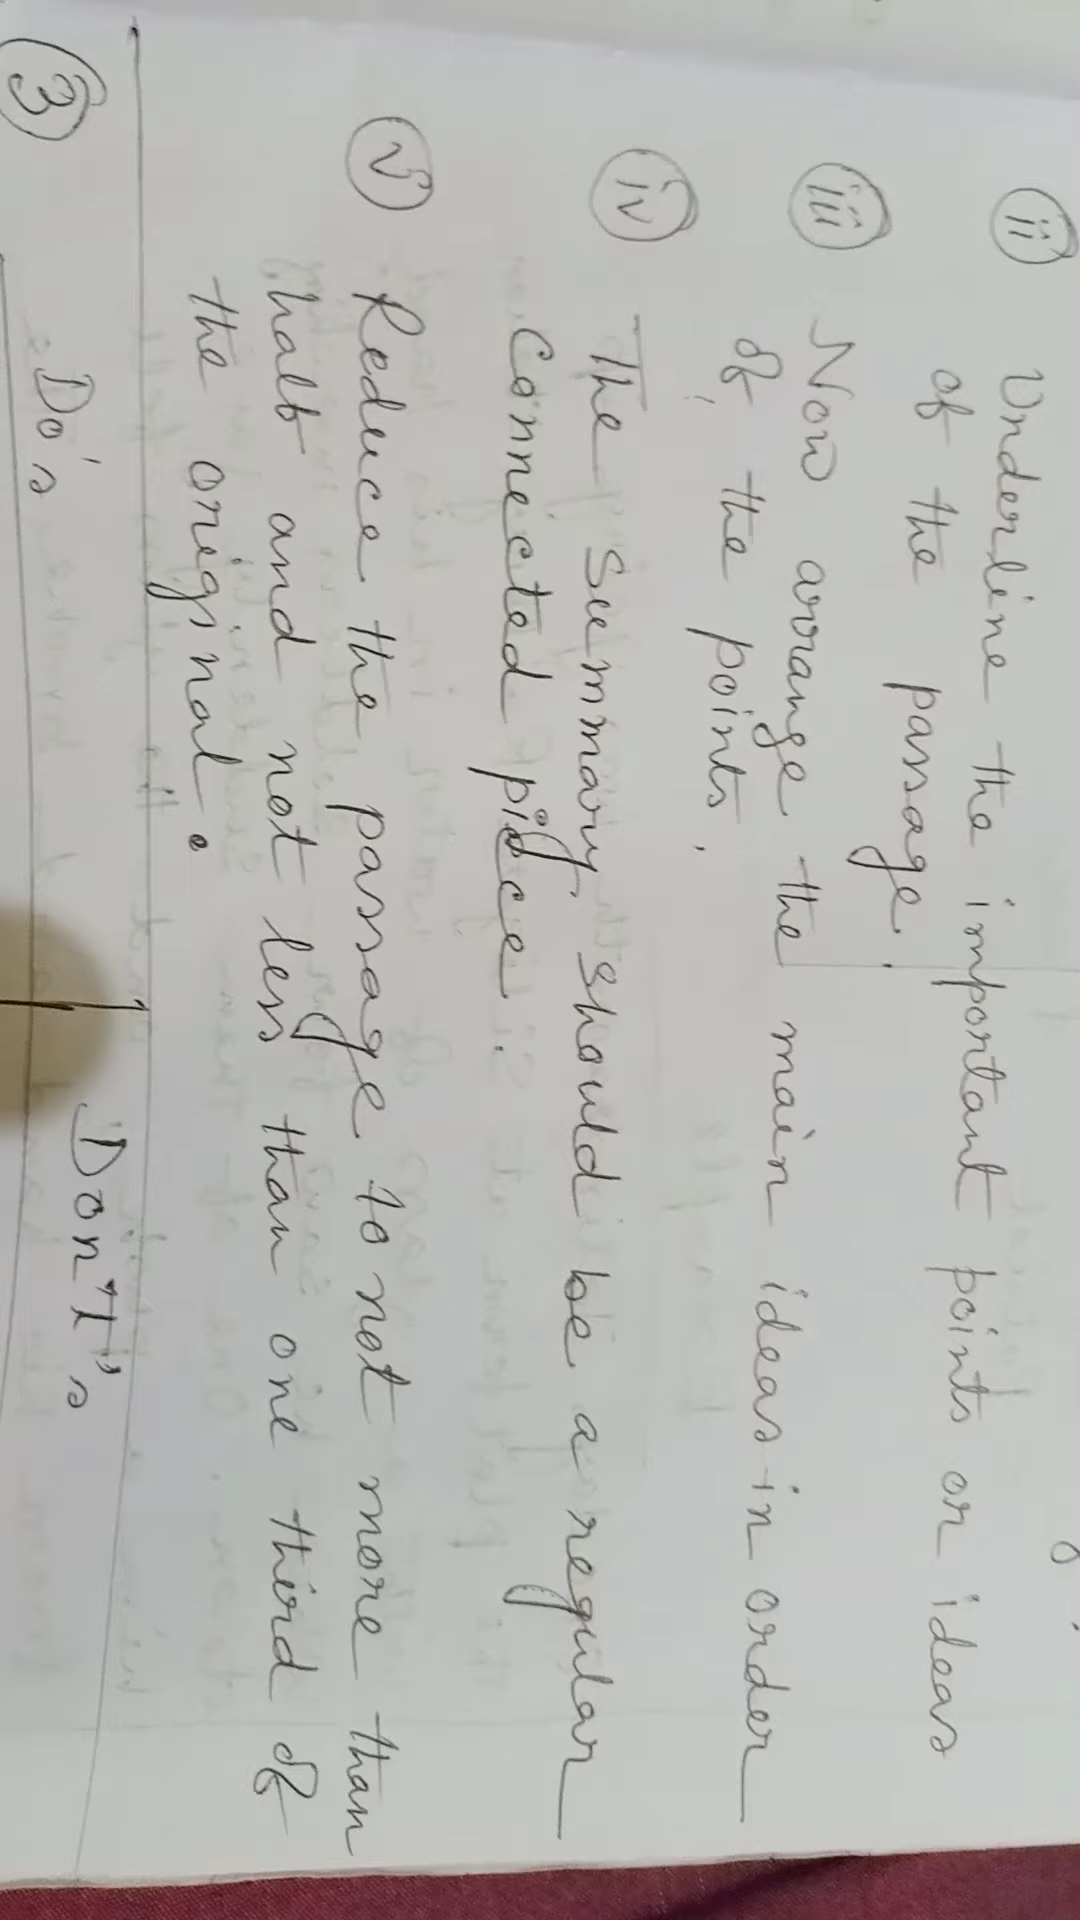 ii Underline the important points or ideas
of the passage.
iii Now arrange the main ideas in order
of the points.
iv The Summary should be a regular
Connected piece.
v Reduce the passage to not more than
half and not less than one third of
the original.
3 Do's Don't's